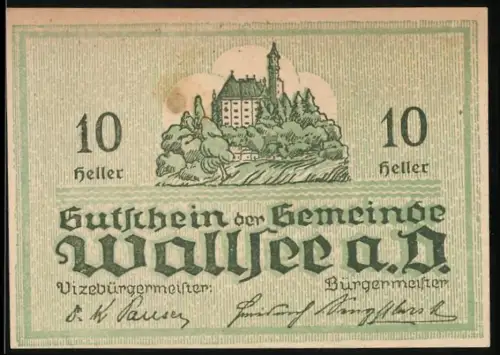 10 10
Heller Heller
Gutschein der Gemeinde
Wallsee a.D.
Vizebürgermeister: Bürgermeister